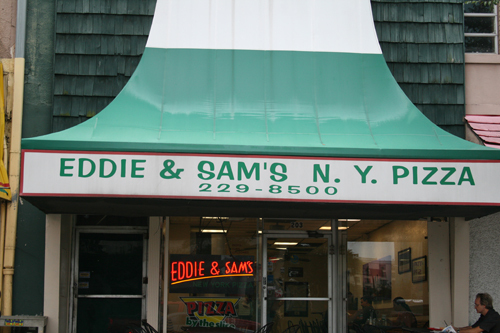 EDDIE & SAM'S N. Y. PIZZA
229-8500
EDDIE & SAM'S
PIZZA